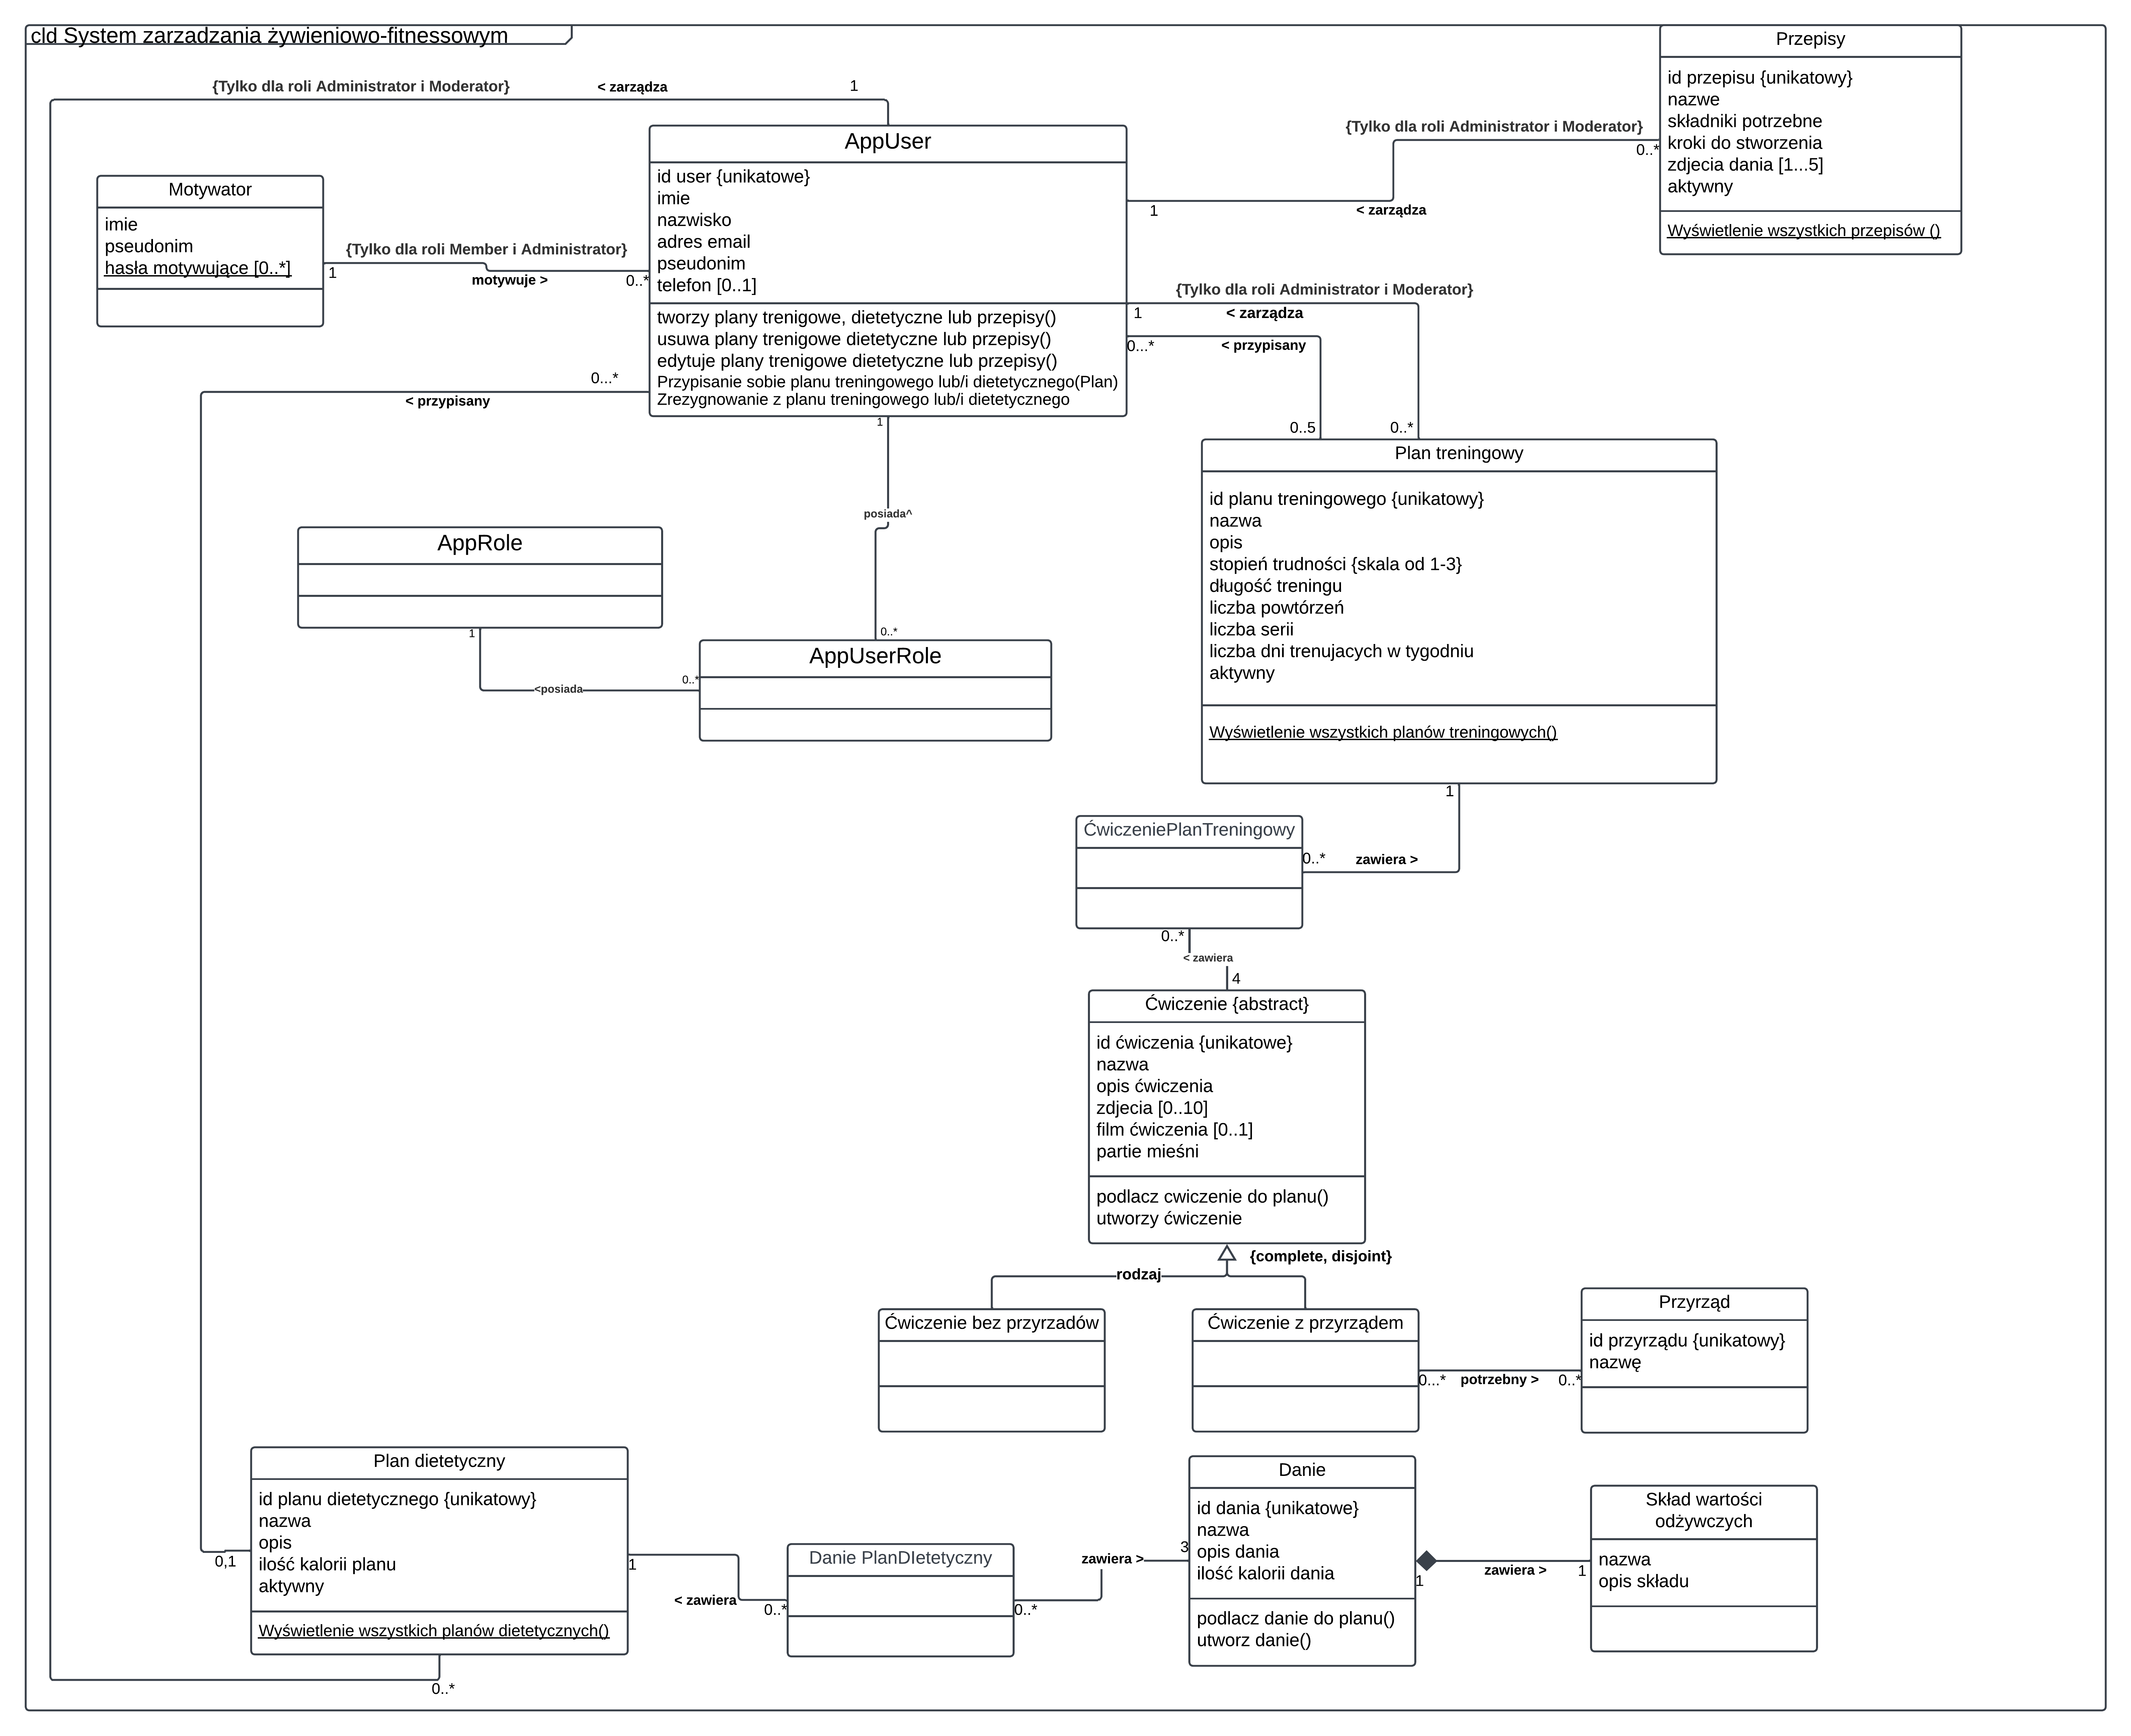 cld System zarzadzania żywieniowo-fitnessowym
{Tylko dla roli Administrator i Moderator}
< zarządza
1
AppUser
id user {unikatowe}
imie
nazwisko
adres email
pseudonim
telefon [0..1]
tworzy plany trenigowe, dietetyczne lub przepisy()
usuwa plany trenigowe dietetyczne lub przepisy()
edytuje plany trenigowe dietetyczne lub przepisy()
Przypisanie sobie planu treningowego lub/i dietetycznego(Plan)
Zrezygnowanie z planu treningowego lub/i dietetycznego
Motywator
imie
pseudonim
hasła motywujące [0..*]
{Tylko dla roli Member i Administrator}
1
motywuje >
0..*
Przepisy
id przepisu {unikatowy}
nazwe
składniki potrzebne
kroki do stworzenia
zdjecia dania [1...5]
aktywny
Wyświetlenie wszystkich przepisów ()
{Tylko dla roli Administrator i Moderator}
0..*
1
< zarządza
{Tylko dla roli Administrator i Moderator}
1
< zarządza
0...*
< przypisany
0..5
0..*
0...*
< przypisany
1
posiada^
0..*
AppRole
1
<posiada
0..*
AppUserRole
Plan treningowy
id planu treningowego {unikatowy}
nazwa
opis
stopień trudności {skala od 1-3}
długość treningu
liczba powtórzeń
liczba serii
liczba dni trenujacych w tygodniu
aktywny
Wyświetlenie wszystkich planów treningowych()
1
ĆwiczeniePlanTreningowy
0..*
zawiera >
0..*
< zawiera
4
Ćwiczenie {abstract}
id ćwiczenia {unikatowe}
nazwa
opis ćwiczenia
zdjecia [0..10]
film ćwiczenia [0..1]
partie mieśni
podlacz cwiczenie do planu()
utworzy ćwiczenie
{complete, disjoint}
rodzaj
Ćwiczenie bez przyrzadów
Ćwiczenie z przyrządem
0...*
potrzebny >
0..*
Przyrząd
id przyrządu {unikatowy}
nazwę
Plan dietetyczny
id planu dietetycznego {unikatowy}
nazwa
opis
ilość kalorii planu
aktywny
Wyświetlenie wszystkich planów dietetycznych()
0,1
0..*
1
< zawiera
0..*
Danie PlanDIetetyczny
0..*
zawiera >
3
Danie
id dania {unikatowe}
nazwa
opis dania
ilość kalorii dania
podlacz danie do planu()
utworz danie()
1
zawiera >
1
Skład wartości
odżywczych
nazwa
opis składu